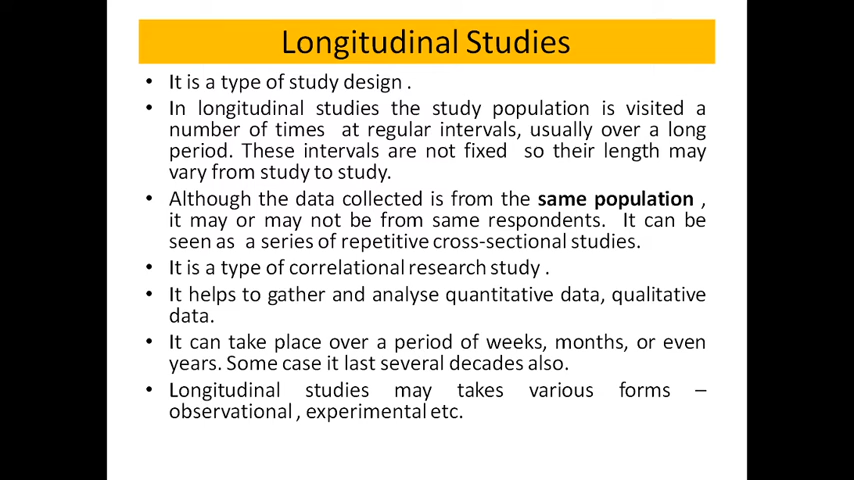 Longitudinal Studies
• It is a type of study design .
• In longitudinal studies the study population is visited a
number of times at regular intervals, usually over a long
period. These intervals are not fixed so their length may
vary from study to study.
• Although the data collected is from the same population ,
it may or may not be from same respondents. It can be
seen as a series of repetitive cross-sectional studies.
• It is a type of correlational research study .
• It helps to gather and analyse quantitative data, qualitative
data.
• It can take place over a period of weeks, months, or even
years. Some case it last several decades also.
• Longitudinal studies may takes various forms –
observational , experimental etc.